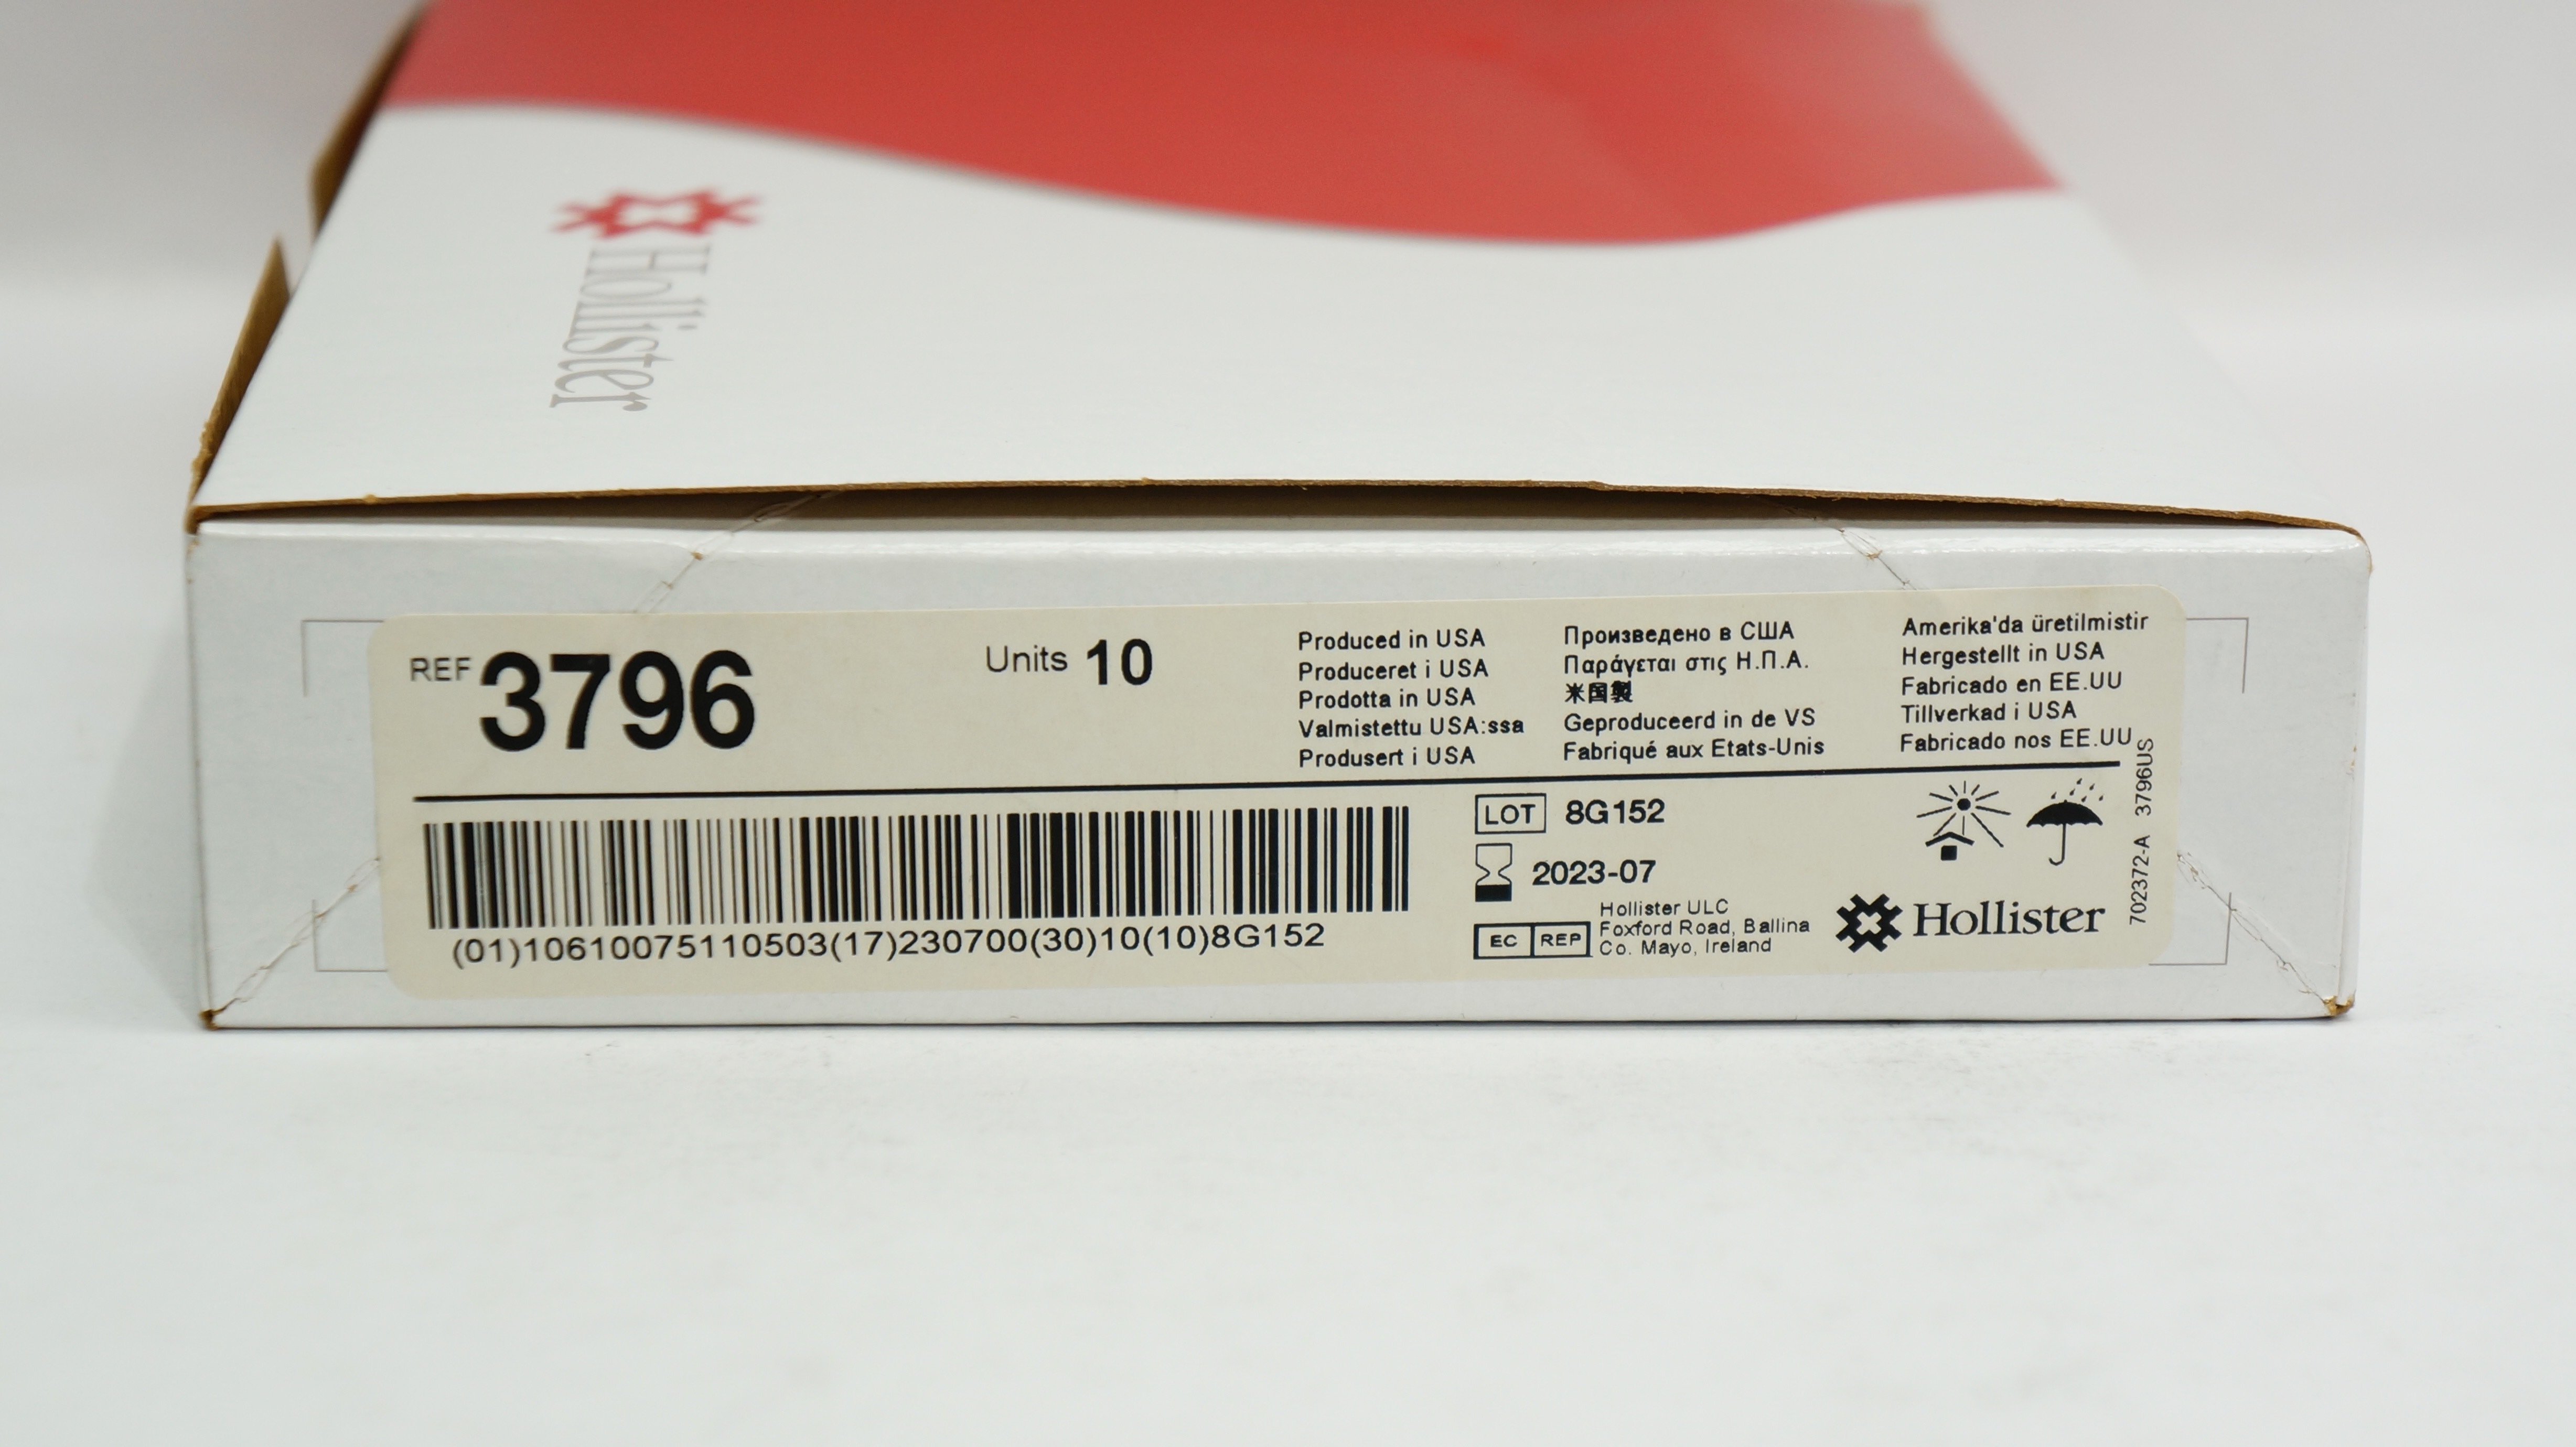 Hollister
REF 3796
Units 10
Produced in USA
Produceret i USA
Prodotta in USA
Valmistettu USA:ssa
Produsert i USA
Произведено в США
Παράγεται στις Η.Π.Α.
米国製
Geproduceerd in de VS
Fabriqué aux Etats-Unis
Amerika'da üretilmistir
Hergestellt in USA
Fabricado en EE.UU
Tillverkad i USA
Fabricado nos EE.UU
(01)10610075110503(17)230700(30)10(10)8G152
LOT 8G152
2023-07
EC REP
Hollister ULC
Foxford Road, Ballina
Co. Mayo, Ireland
Hollister
702372-A 3796US